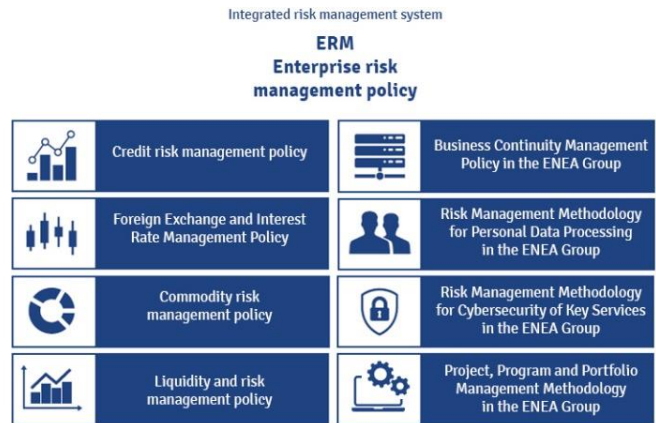 Integrated risk management system
ERM
Enterprise risk
management policy
Credit risk management policy
Business Continuity Management
Policy in the ENEA Group
Foreign Exchange and Interest
Rate Management Policy
Risk Management Methodology
for Personal Data Processing
in the ENEA Group
Commodity risk
management policy
Risk Management Methodology
for Cybersecurity of Key Services
in the ENEA Group
Liquidity and risk
management policy
Project, Program and Portfolio
Management Methodology
in the ENEA Group